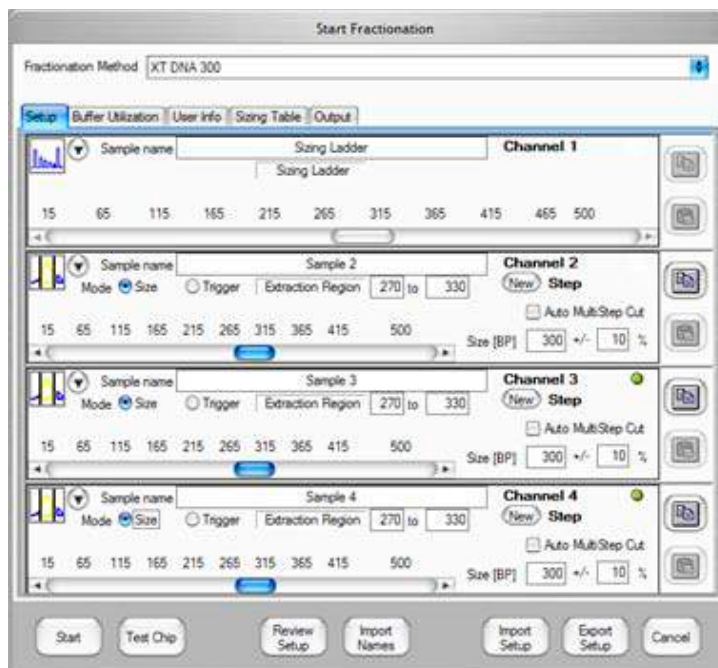 Start Fractionation
Fractionation Method XT DNA 300
Setup Buffer Utilization User Info Sizing Table Output
Sample name Sizing Ladder Channel 1
Sizing Ladder
15 65 115 165 215 265 315 365 415 465 500
Sample name Sample 2 Channel 2
Mode Size Trigger Extraction Region 270 to 330 New Step
Auto MultiStep Cut
15 65 115 165 215 265 315 365 415 500
Size [BP] 300 +/- 10 %
Sample name Sample 3 Channel 3
Mode Size Trigger Extraction Region 270 to 330 New Step
Auto MultiStep Cut
15 65 115 165 215 265 315 365 415 500
Size [BP] 300 +/- 10 %
Sample name Sample 4 Channel 4
Mode Size Trigger Extraction Region 270 to 330 New Step
Auto MultiStep Cut
15 65 115 165 215 265 315 365 415 500
Size [BP] 300 +/- 10 %
Start Test Chip Review Setup Import Names Import Setup Export Setup Cancel